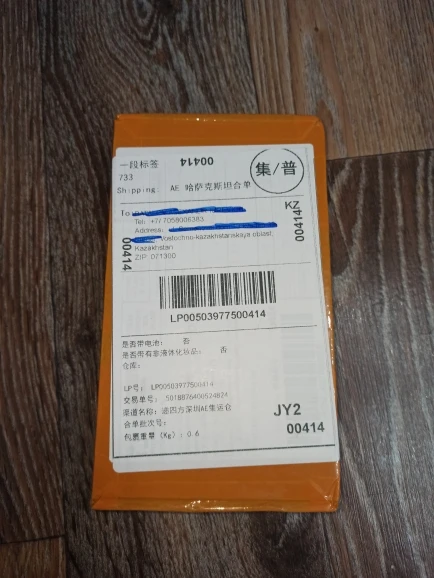 一段标签
00414
733
集/普
Shipping: AE 哈萨克斯坦合单
To
KZ
00414
Tel: +7/7058006383
Address:
Vostochno-kazakhstanskaya oblast,
Kazakhstan
ZIP: 071300
00414
LP00503977500414
是否带电池: 否
是否带有非液体化妆品: 否
仓库:
LP号: LP00503977500414
交易单号: 5018876400524824
渠道名称: 递四方深圳AE集运仓
合单批次号:
包裹重量(Kg): 0.6
JY2
00414